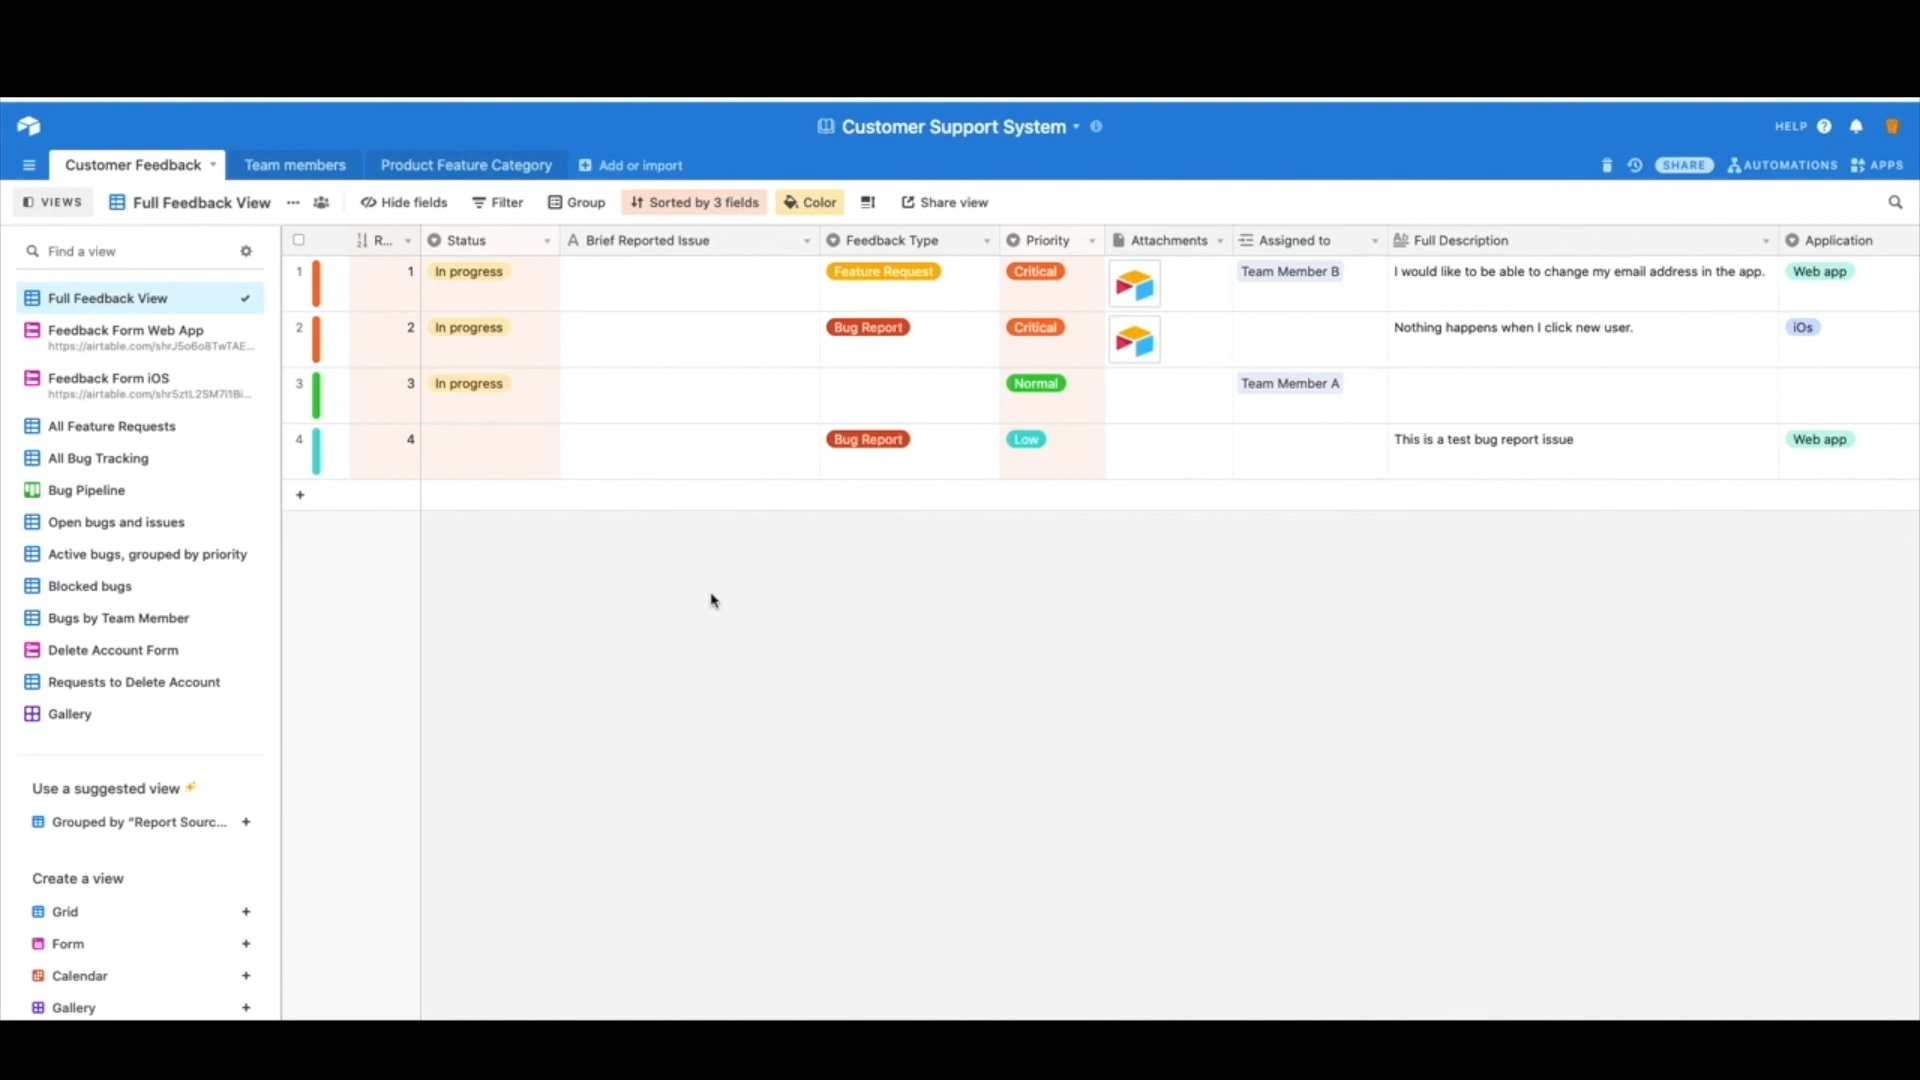 Customer Support System
HELP
Customer Feedback
Team members
Product Feature Category
Add or import
SHARE
AUTOMATIONS
APPS
VIEWS
Full Feedback View
Hide fields
Filter
Group
Sorted by 3 fields
Color
Share view
Find a view
Full Feedback View
Feedback Form Web App
https://airtable.com/shrJ5o6o8TwTAE...
Feedback Form iOS
https://airtable.com/shr5ztL2SM7i1Bi...
All Feature Requests
All Bug Tracking
Bug Pipeline
Open bugs and issues
Active bugs, grouped by priority
Blocked bugs
Bugs by Team Member
Delete Account Form
Requests to Delete Account
Gallery
Use a suggested view
Grouped by "Report Sourc...
Create a view
Grid
Form
Calendar
Gallery
R... Status Brief Reported Issue Feedback Type Priority Attachments Assigned to Full Description Application
1 1 In progress Feature Request Critical Team Member B I would like to be able to change my email address in the app. Web app
2 2 In progress Bug Report Critical Nothing happens when I click new user. iOs
3 3 In progress Normal Team Member A
4 4 Bug Report Low This is a test bug report issue Web app